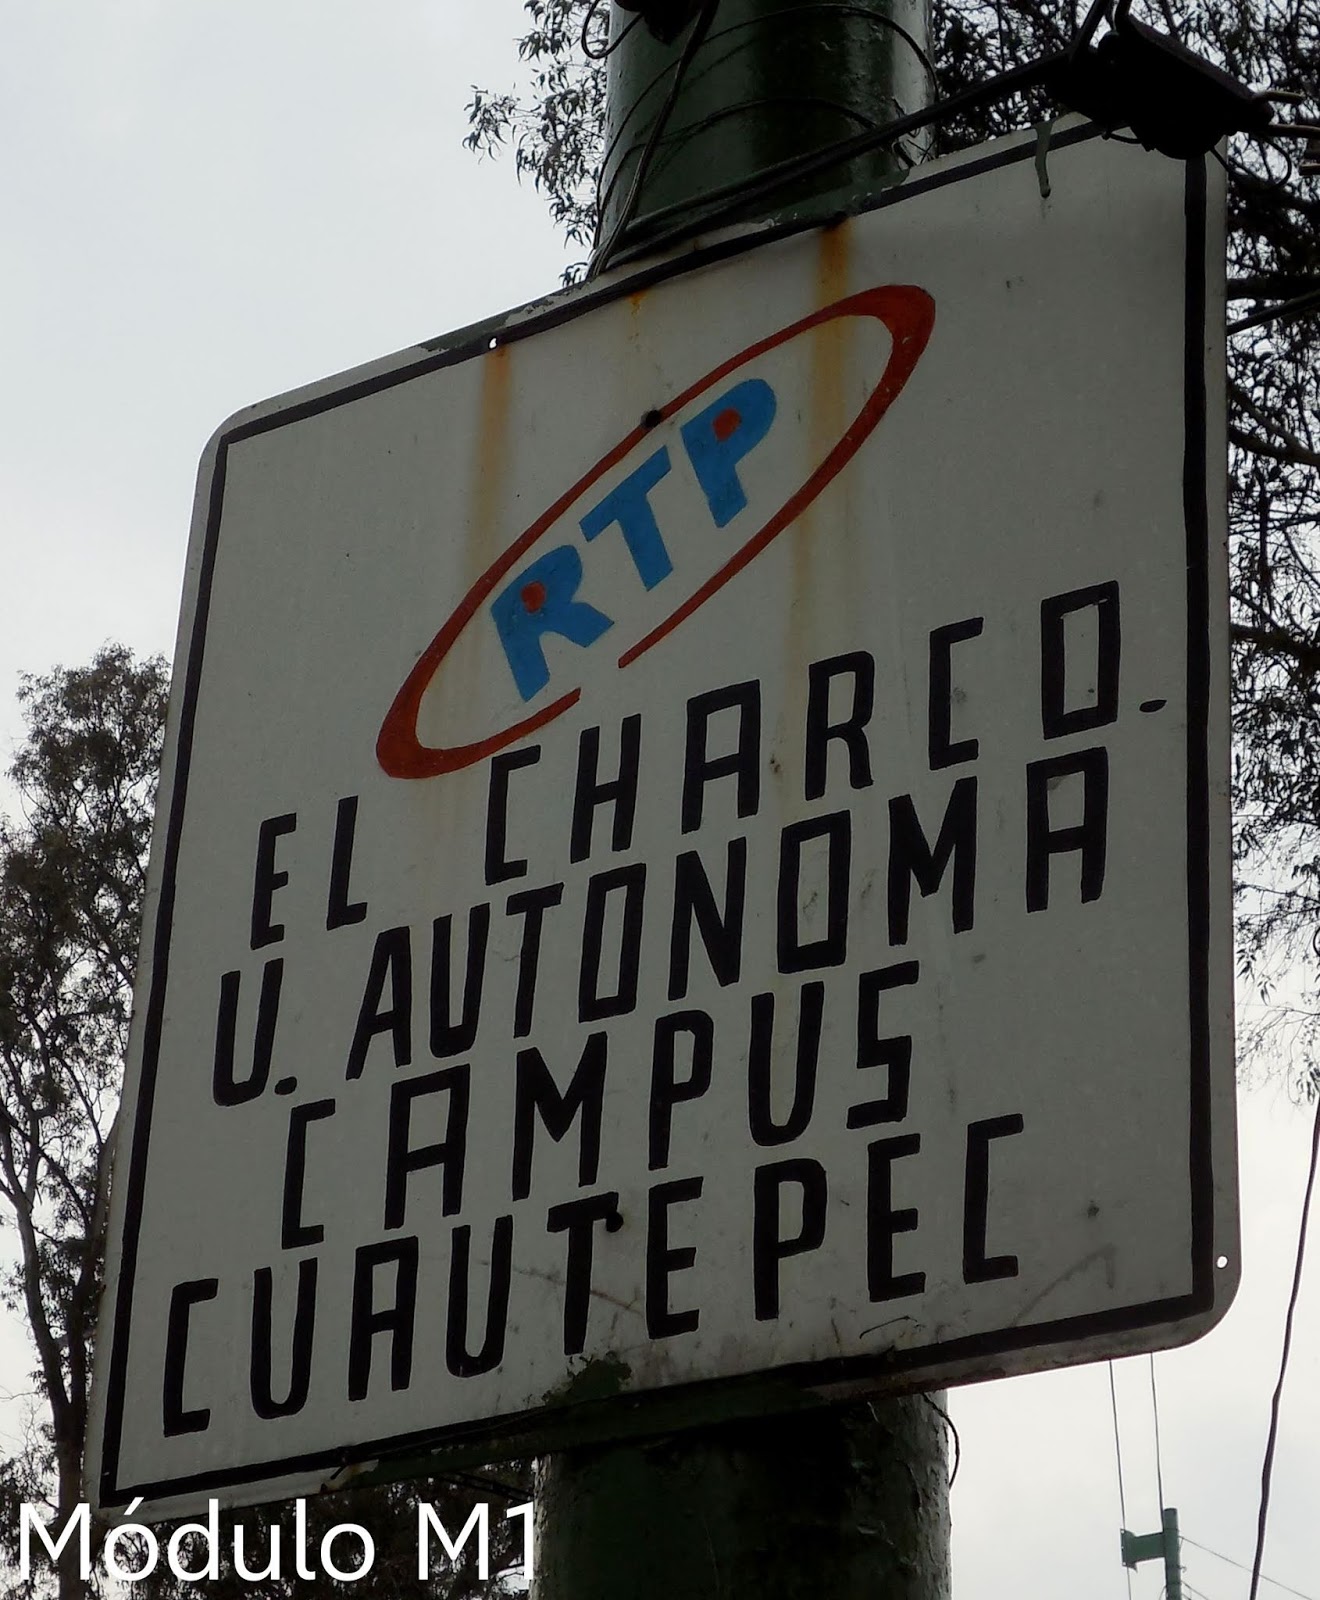 RTP
EL CHARCO.
U. AUTONOMA
CAMPUS
CUAUTEPEC
Módulo M1